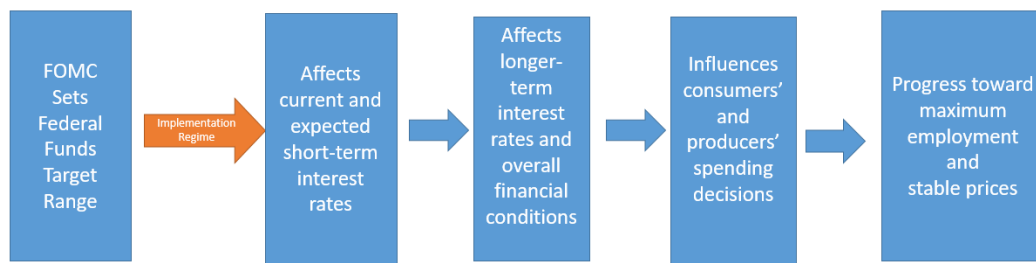 FOMC
Sets
Federal
Funds
Target
Range
Implementation
Regime
Affects
current and
expected
short-term
interest
rates
Affects
longer-
term
interest
rates and
overall
financial
conditions
Influences
consumers’
and
producers’
spending
decisions
Progress toward
maximum
employment
and
stable prices